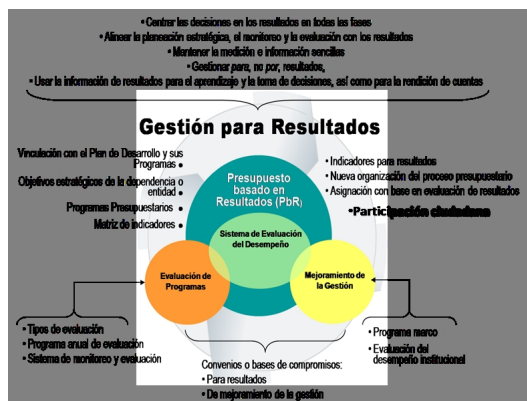 • Centrar las decisiones en los resultados en todas las fases
• Alinear la planeación estratégica, el monitoreo y la evaluación con los resultados
• Mantener la medición e información sencillas
• Gestionar para, no por, resultados,
• Usar la información de resultados para el aprendizaje y la toma de decisiones, así como para la rendición de cuentas
Gestión para Resultados
Vinculación con el Plan de Desarrollo y sus
Programas •
Objetivos estratégicos de la dependencia o
entidad •
Programas Presupuestarios •
Matriz de indicadores •
Presupuesto
basado en
Resultados (PbR)
• Indicadores para resultados
• Nueva organización del proceso presupuestario
• Asignación con base en evaluación de resultados
•Participación ciudadana
Sistema de Evaluación
del Desempeño
Evaluación de
Programas
Mejoramiento de
la Gestión
• Tipos de evaluación
• Programa anual de evaluación
• Sistema de monitoreo y evaluación
• Programa marco
• Evaluación del
desempeño institucional
Convenios o bases de compromisos:
• Para resultados
• De mejoramiento de la gestión